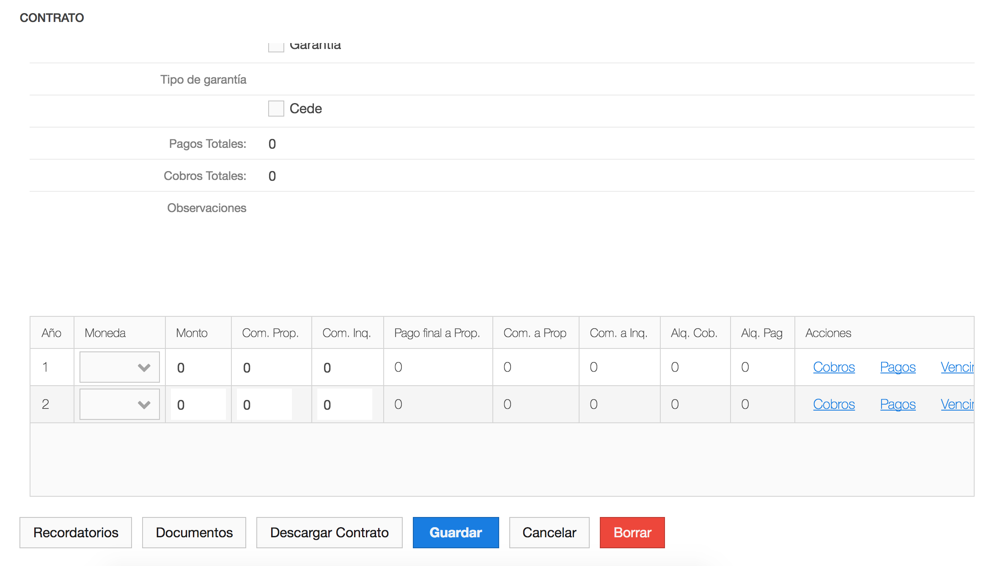 CONTRATO
Garantía
Tipo de garantía
Cede
Pagos Totales: 0
Cobros Totales: 0
Observaciones
Año Moneda Monto Com. Prop. Com. Inq. Pago final a Prop. Com. a Prop Com. a Inq. Alq. Cob. Alq. Pag Acciones
1 0 0 0 0 0 0 0 0 Cobros Pagos
2 0 0 0 0 0 0 0 0 Cobros Pagos
Recordatorios Documentos Descargar Contrato Guardar Cancelar Borrar